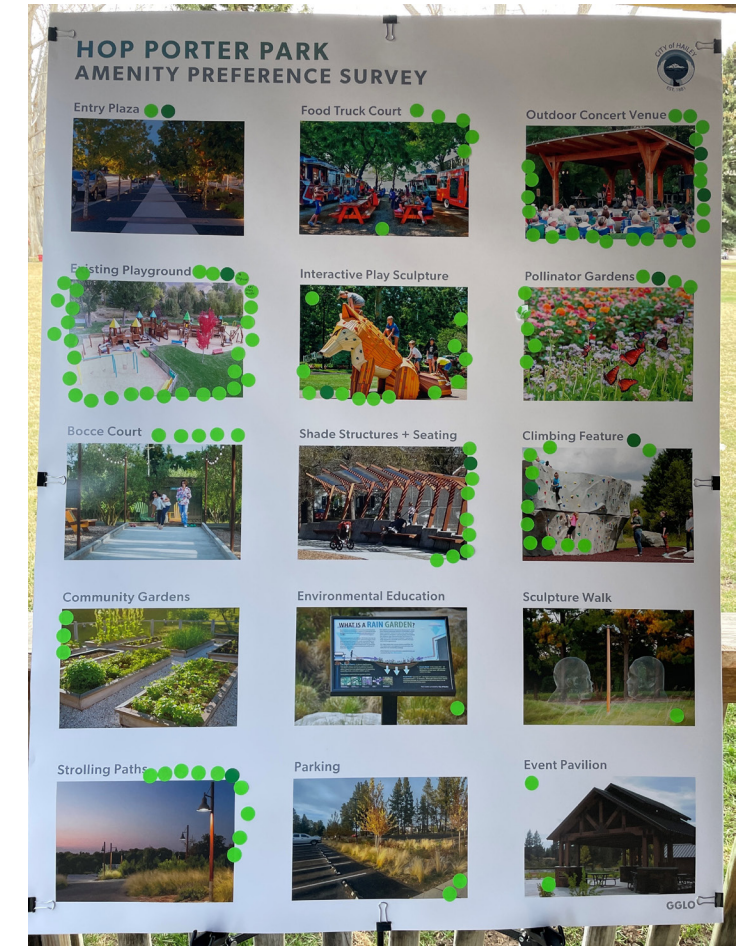 HOP PORTER PARK
AMENITY PREFERENCE SURVEY
CITY of HAILEY
Entry Plaza
Food Truck Court
Outdoor Concert Venue
Existing Playground
Interactive Play Sculpture
Pollinator Gardens
Bocce Court
Shade Structures + Seating
Climbing Feature
Community Gardens
Environmental Education
Sculpture Walk
WHAT IS A RAIN GARDEN?
Strolling Paths
Parking
Event Pavilion
GGLO